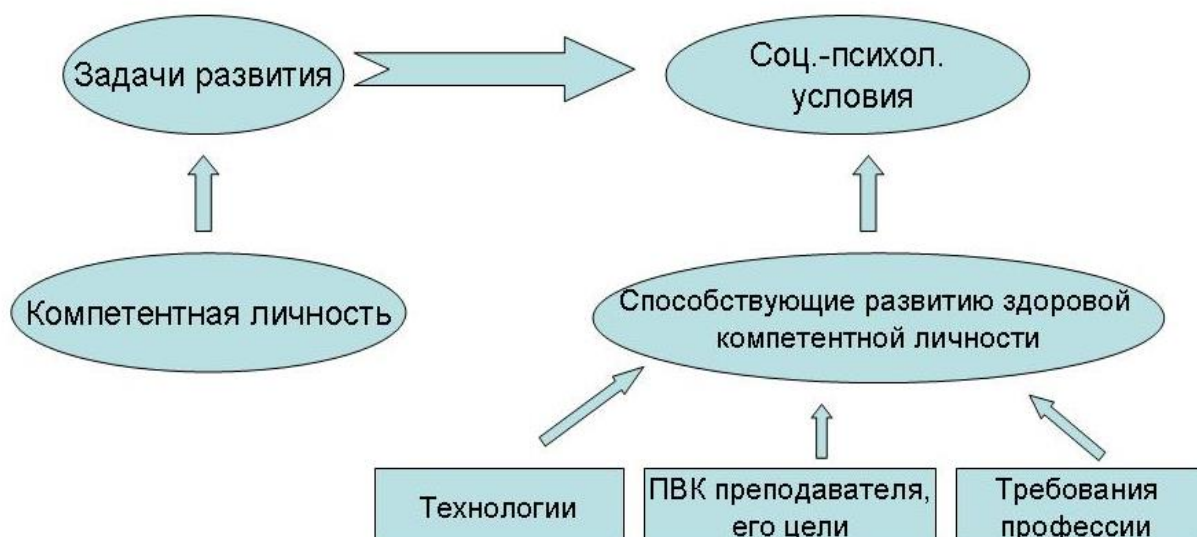 Задачи развития
Соц.-психол.
условия
Компетентная личность
Способствующие развитию здоровой
компетентной личности
Технологии
ПВК преподавателя,
его цели
Требования
профессии